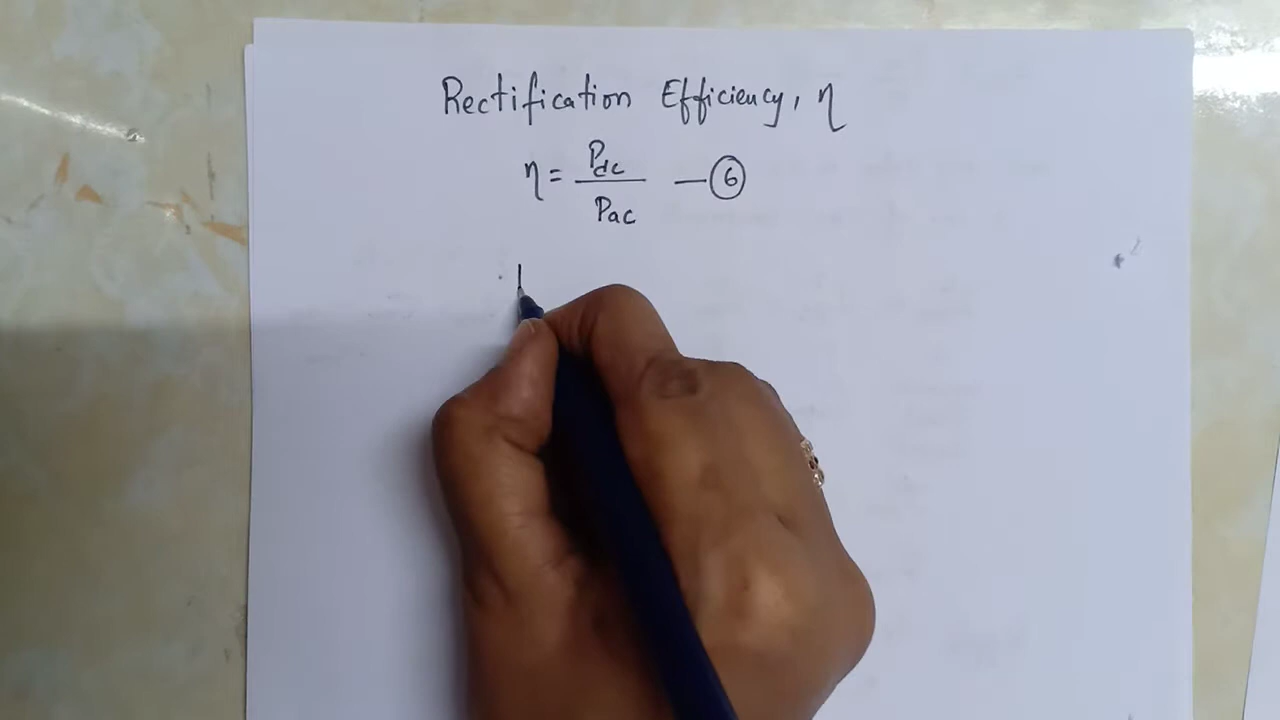 Rectification Efficiency, η
η = Pdc / Pac — ⑥